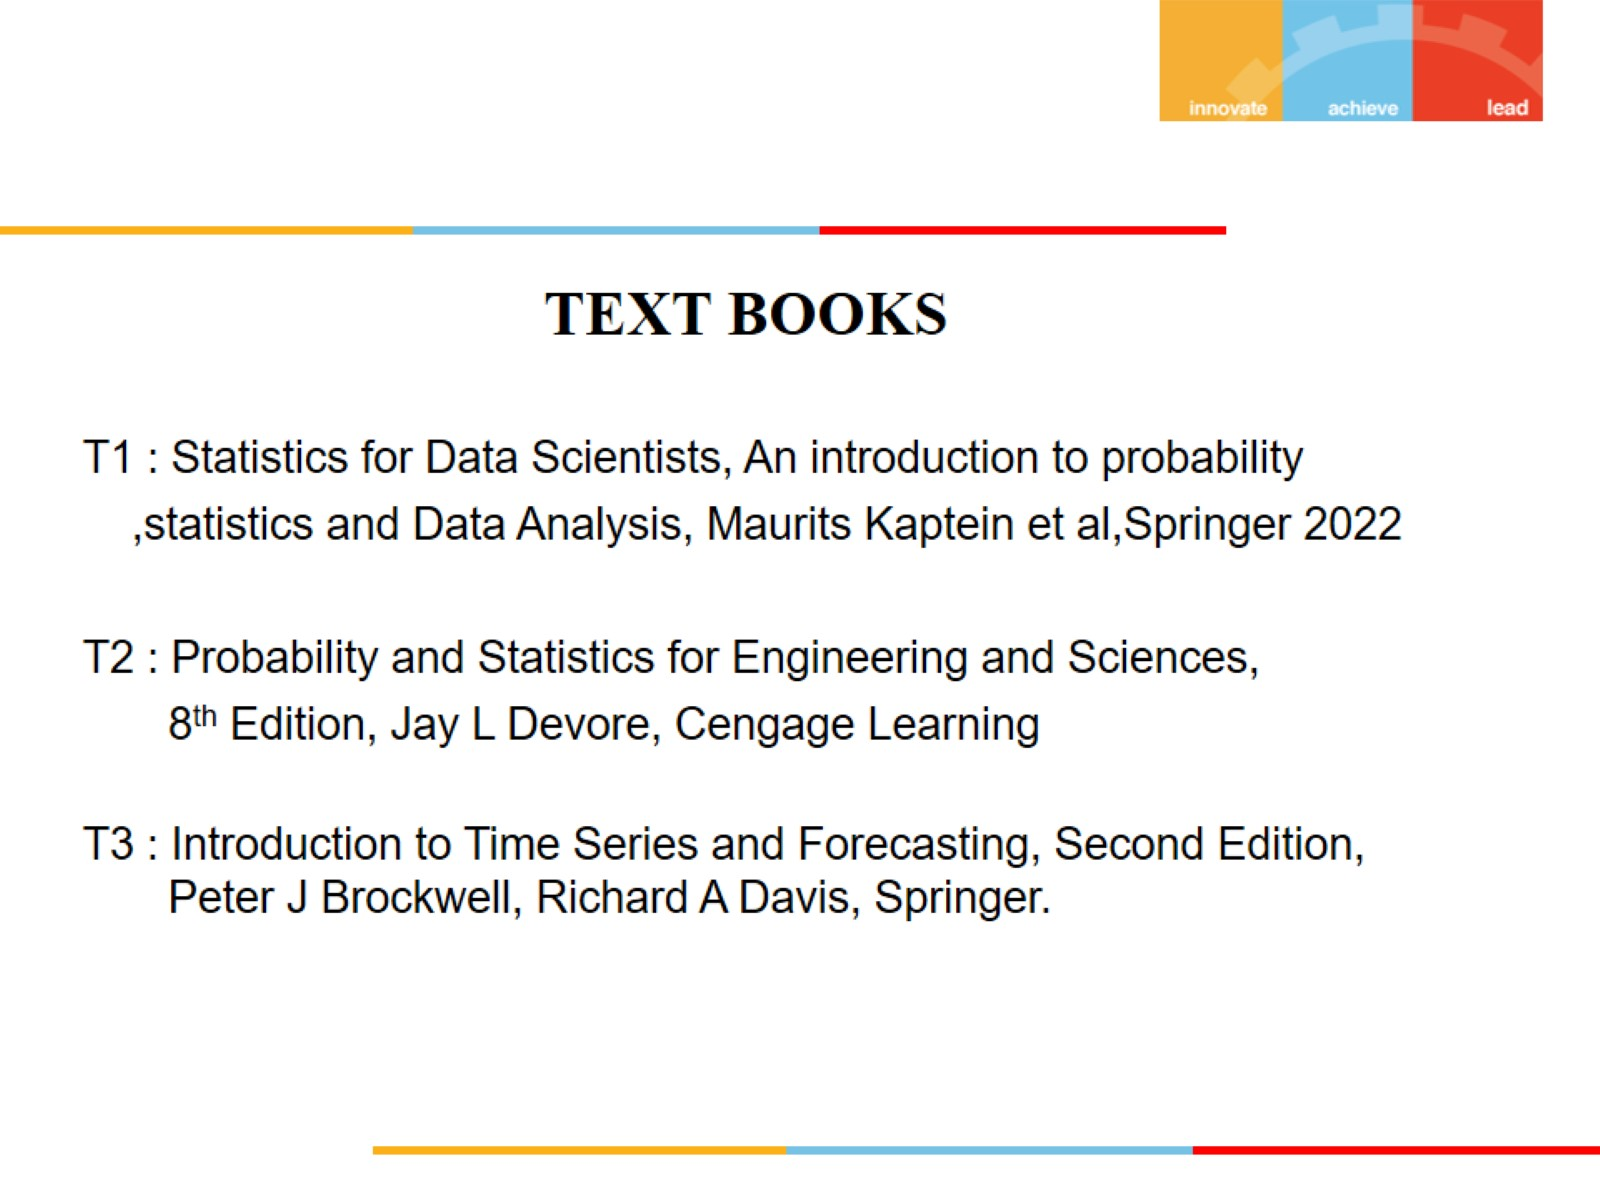 innovate achieve lead
TEXT BOOKS
T1 : Statistics for Data Scientists, An introduction to probability
,statistics and Data Analysis, Maurits Kaptein et al,Springer 2022
T2 : Probability and Statistics for Engineering and Sciences,
8th Edition, Jay L Devore, Cengage Learning
T3 : Introduction to Time Series and Forecasting, Second Edition,
Peter J Brockwell, Richard A Davis, Springer.